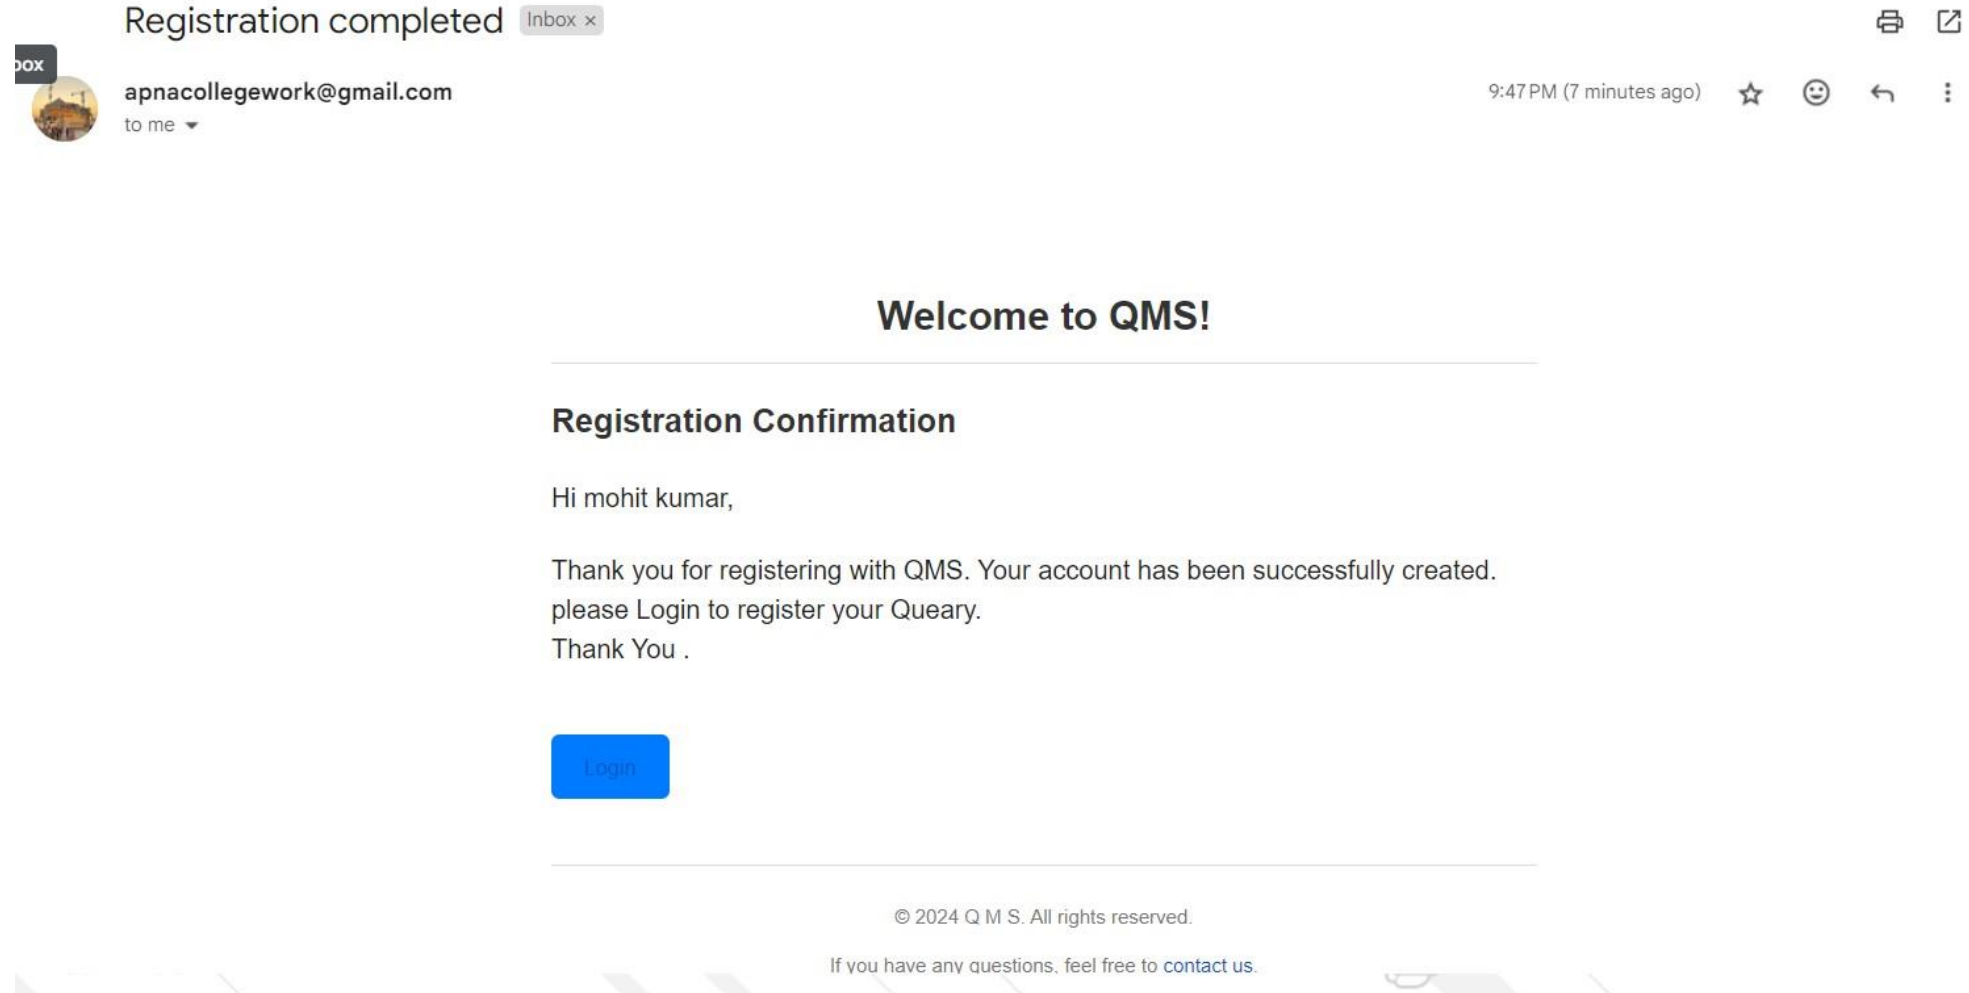 Registration completed Inbox ×
box
apnacollegework@gmail.com 9:47 PM (7 minutes ago)
to me
Welcome to QMS!
Registration Confirmation
Hi mohit kumar,
Thank you for registering with QMS. Your account has been successfully created.
please Login to register your Queary.
Thank You .
Login
© 2024 Q M S. All rights reserved.
If you have any questions, feel free to contact us.